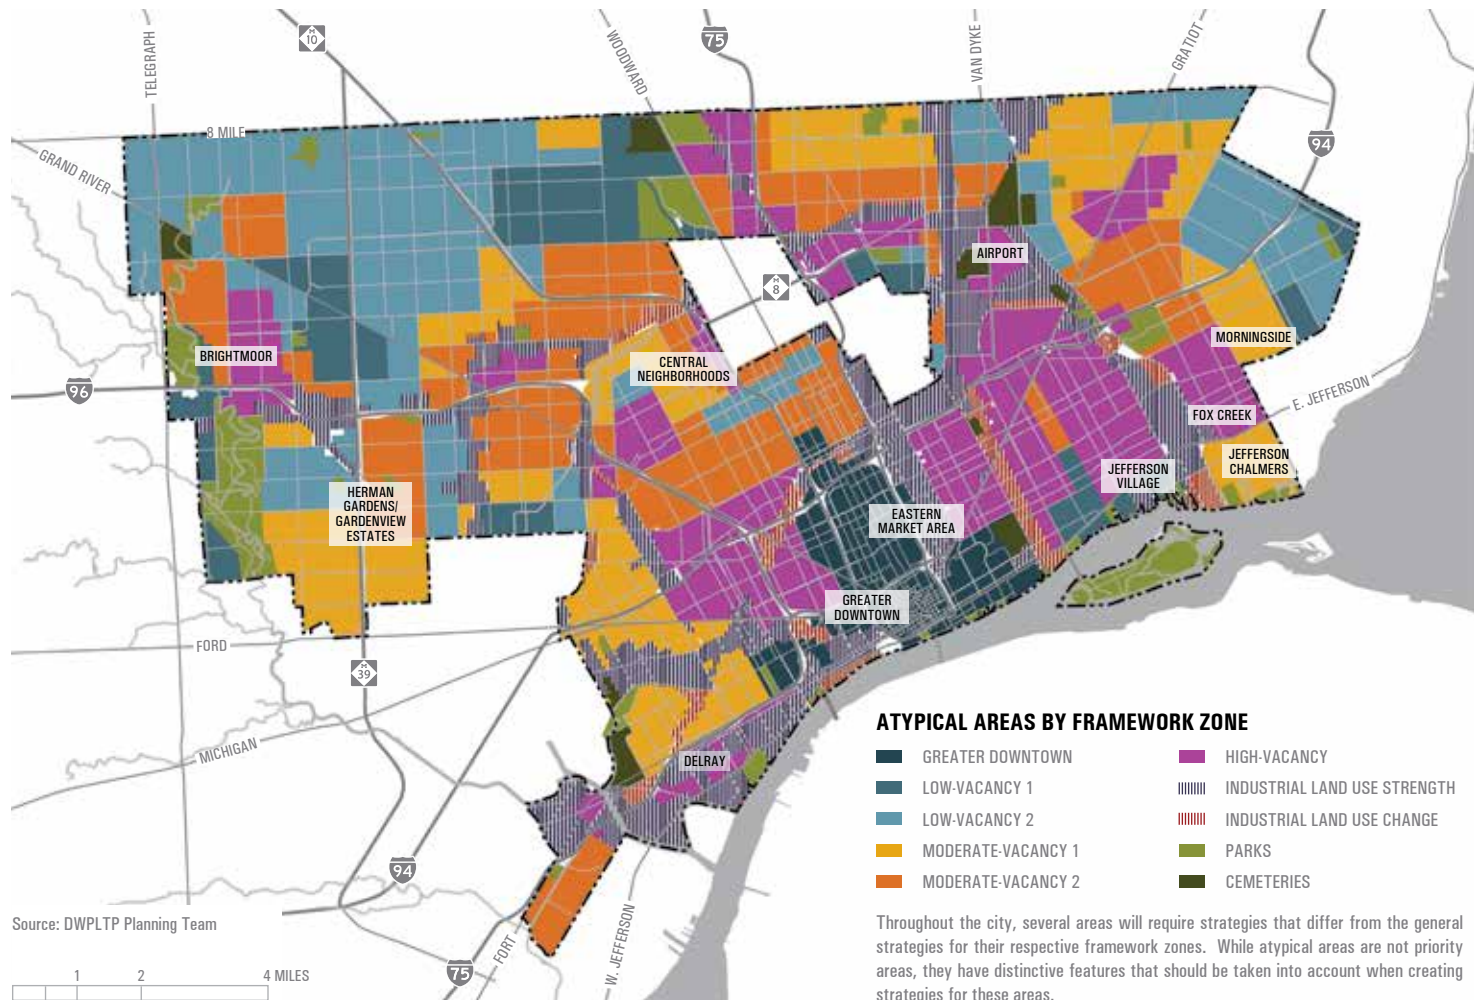 TELEGRAPH
M
10
WOODWARD
75
VAN DYKE
GRATIOT
8 MILE
GRAND RIVER
94
AIRPORT
M
8
BRIGHTMOOR
CENTRAL
NEIGHBORHOODS
MORNINGSIDE
96
E. JEFFERSON
FOX CREEK
JEFFERSON
CHALMERS
JEFFERSON
VILLAGE
HERMAN
GARDENS/
GARDENVIEW
ESTATES
EASTERN
MARKET AREA
GREATER
DOWNTOWN
FORD
M
39
MICHIGAN
DELRAY
94
W. JEFFERSON
FORT
75
ATYPICAL AREAS BY FRAMEWORK ZONE
GREATER DOWNTOWN
LOW-VACANCY 1
LOW-VACANCY 2
MODERATE-VACANCY 1
MODERATE-VACANCY 2
HIGH-VACANCY
INDUSTRIAL LAND USE STRENGTH
INDUSTRIAL LAND USE CHANGE
PARKS
CEMETERIES
Throughout the city, several areas will require strategies that differ from the general
strategies for their respective framework zones. While atypical areas are not priority
areas, they have distinctive features that should be taken into account when creating
strategies for these areas.
Source: DWPLTP Planning Team
1 2 4 MILES